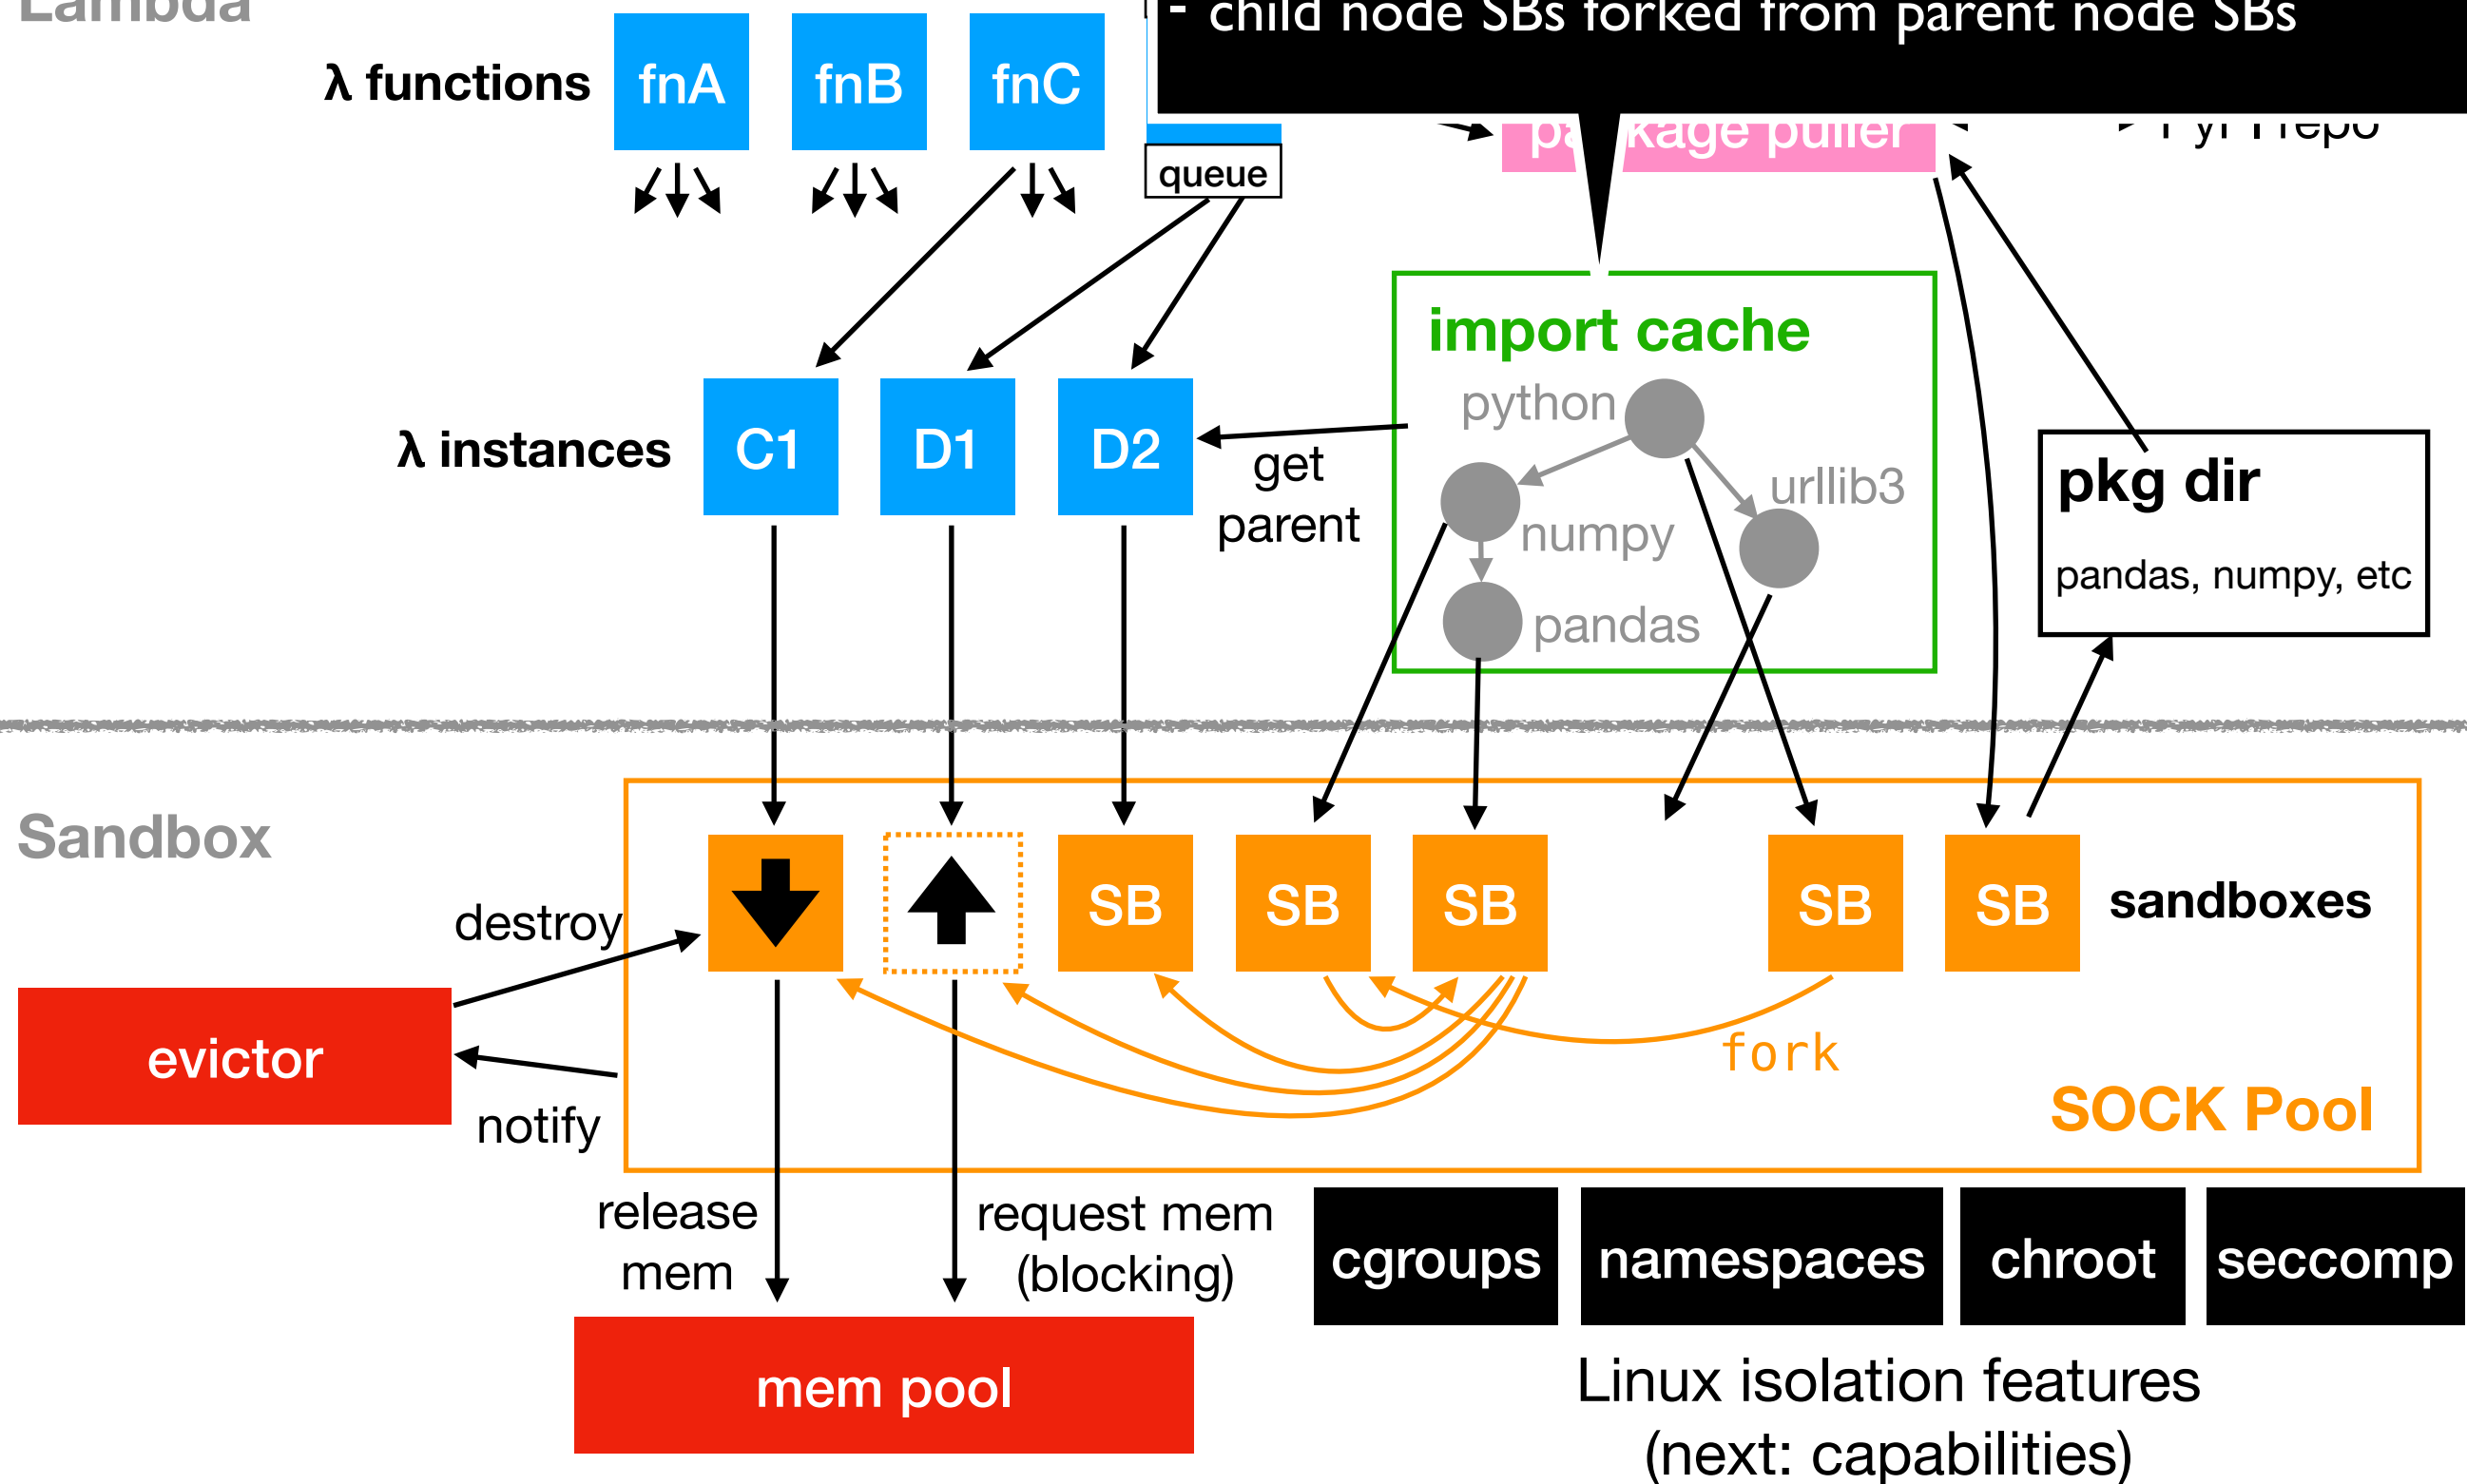 Lambda
- child node SBs forked from parent node SBs
λ functions
fnA
fnB
fnC
queue
package puller
import cache
python
urllib3
numpy
pandas
λ instances
C1
D1
D2
get
parent
pkg dir
pandas, numpy, etc
Sandbox
SB
SB
SB
SB
SB
sandboxes
destroy
evictor
notify
fork
SOCK Pool
release
mem
request mem
(blocking)
cgroups
namespaces
chroot
seccomp
mem pool
Linux isolation features
(next: capabilities)